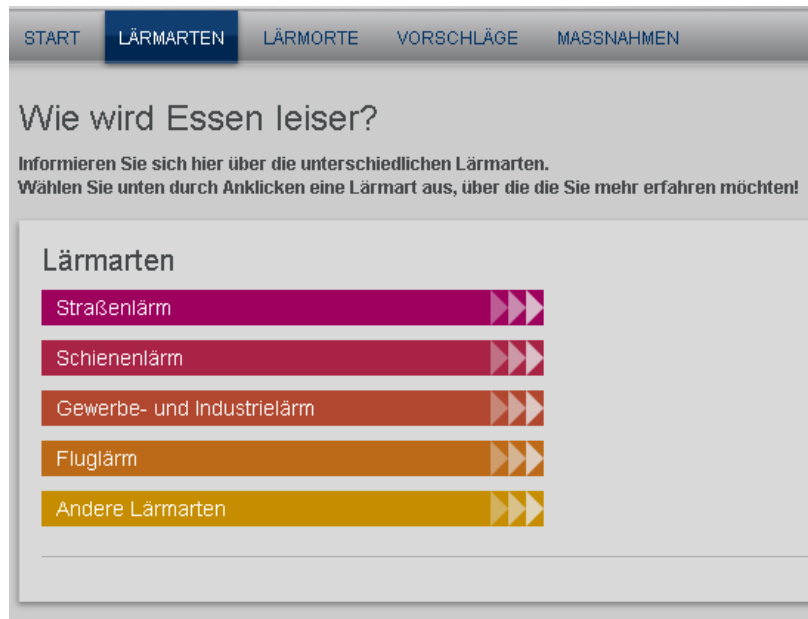 START LÄRMARTEN LÄRMORTE VORSCHLÄGE MASSNAHMEN
Wie wird Essen leiser?
Informieren Sie sich hier über die unterschiedlichen Lärmarten.
Wählen Sie unten durch Anklicken eine Lärmart aus, über die die Sie mehr erfahren möchten!
Lärmarten
Straßenlärm
Schienenlärm
Gewerbe- und Industrielärm
Fluglärm
Andere Lärmarten